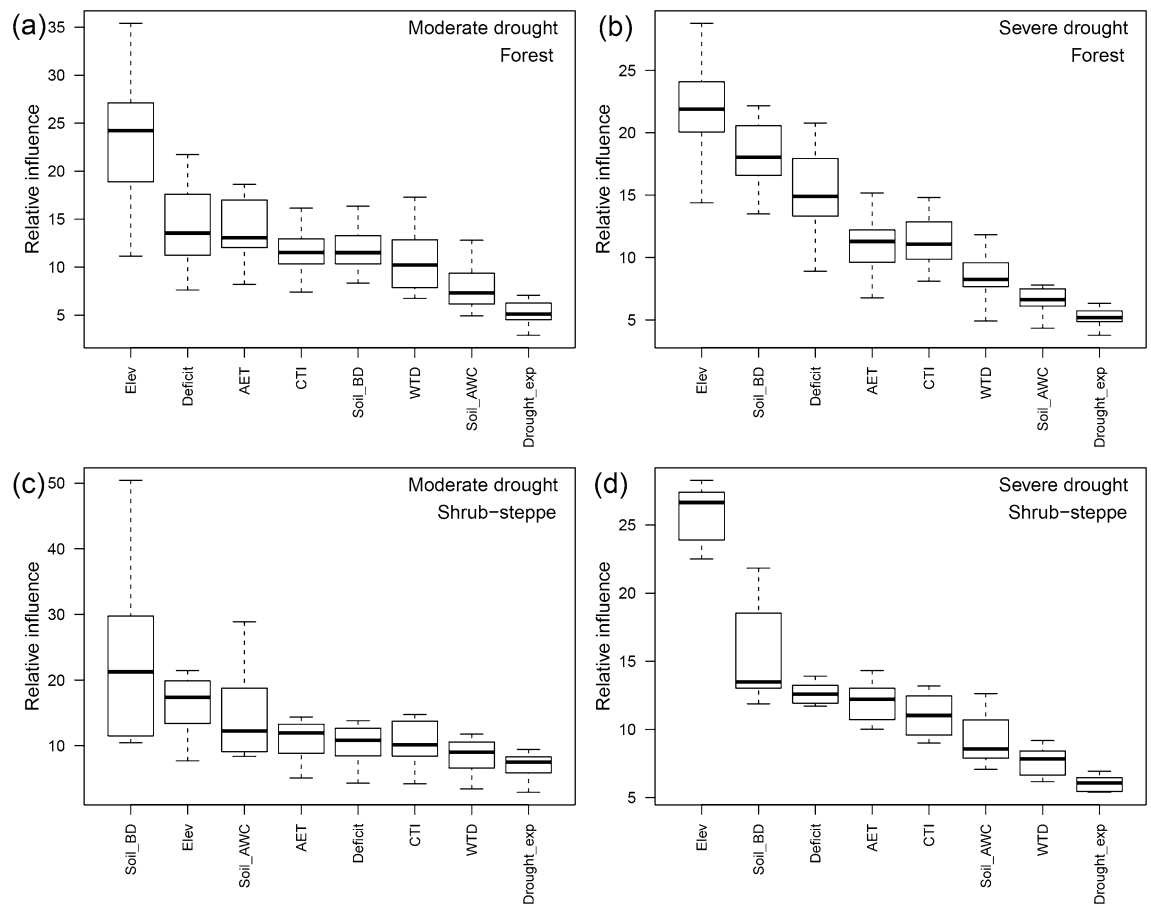 (a)
Moderate drought
Forest
Relative influence
35
30
25
20
15
10
5
Elev
Deficit
AET
CTI
Soil_BD
WTD
Soil_AWC
Drought_exp
(b)
Severe drought
Forest
Relative influence
25
20
15
10
5
Elev
Soil_BD
Deficit
AET
CTI
WTD
Soil_AWC
Drought_exp
(c)
Moderate drought
Shrub−steppe
Relative influence
50
40
30
20
10
Soil_BD
Elev
Soil_AWC
AET
Deficit
CTI
WTD
Drought_exp
(d)
Severe drought
Shrub−steppe
Relative influence
25
20
15
10
5
Elev
Soil_BD
Deficit
AET
CTI
Soil_AWC
WTD
Drought_exp